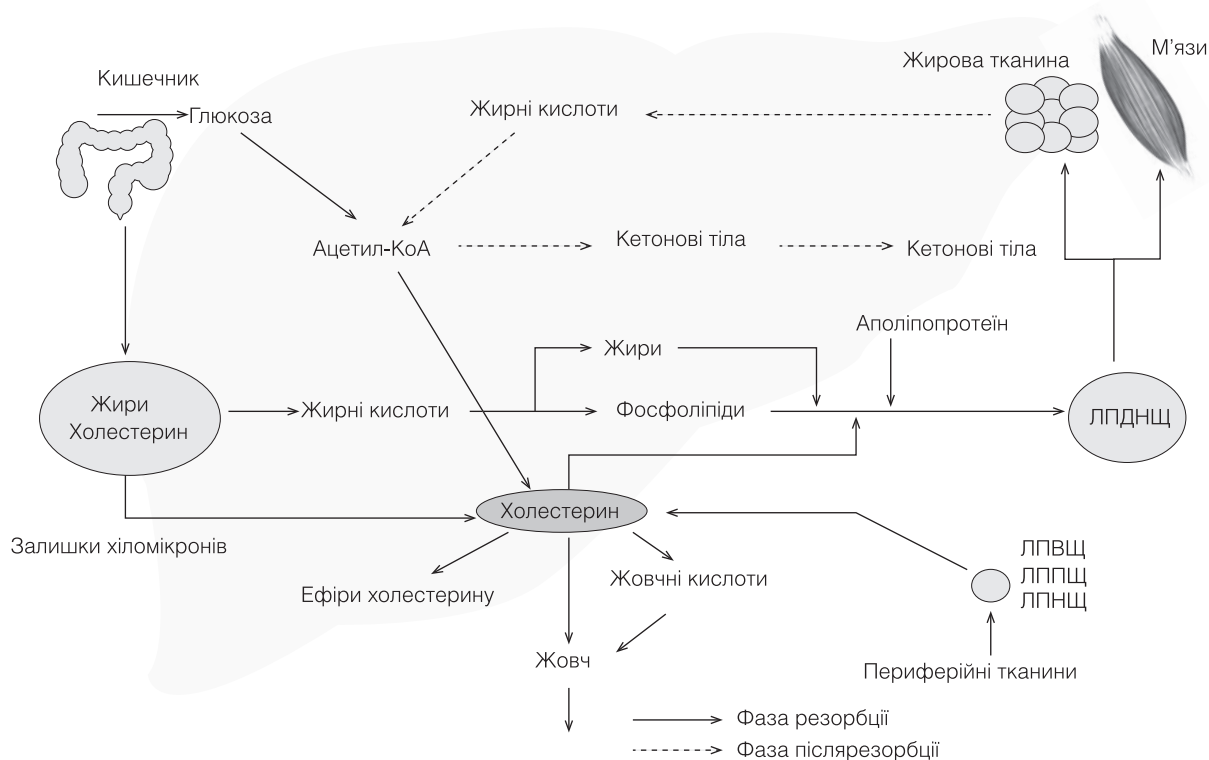 М’язи
Жирова тканина
Кишечник
Глюкоза
Жирні кислоти
Ацетил-КоА
Кетонові тіла
Кетонові тіла
Аполіпопротеїн
Жири
Жири
Холестерин
Жирні кислоти
Фосфоліпіди
ЛПДНЩ
Холестерин
Залишки хіломікронів
ЛПВЩ
ЛППЩ
ЛПНЩ
Ефіри холестерину
Жовчні кислоти
Жовч
Периферійні тканини
Фаза резорбції
Фаза післярезорбції